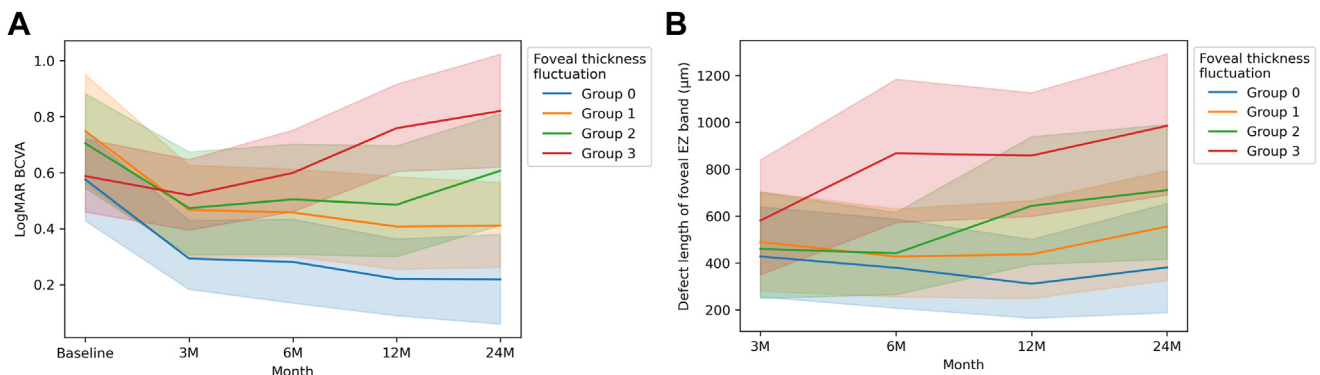 A
LogMAR BCVA
1.0
0.8
0.6
0.4
0.2
Baseline
3M
6M
12M
24M
Month
Foveal thickness
fluctuation
Group 0
Group 1
Group 2
Group 3
B
Defect length of foveal EZ band (μm)
1200
1000
800
600
400
200
3M
6M
12M
24M
Month
Foveal thickness
fluctuation
Group 0
Group 1
Group 2
Group 3